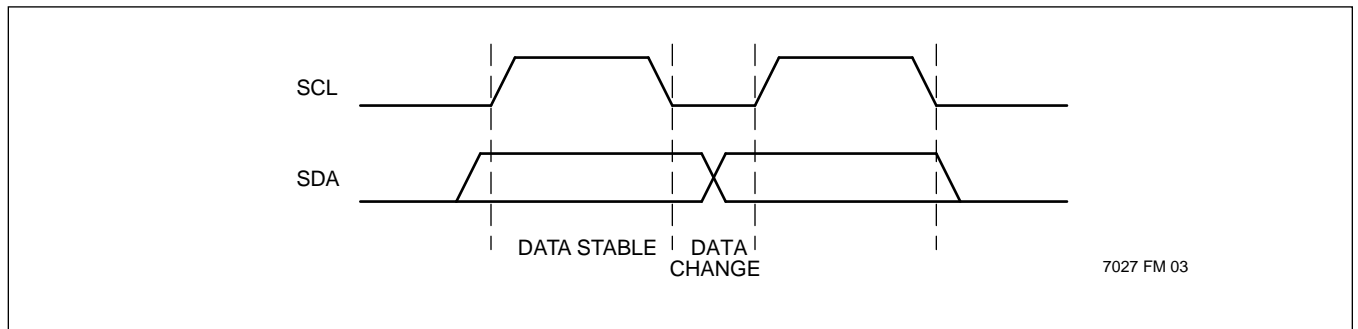 SCL
SDA
DATA STABLE
DATA
CHANGE
7027 FM 03